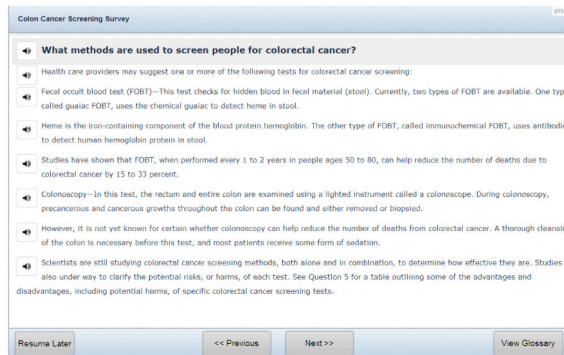 Colon Cancer Screening Survey
What methods are used to screen people for colorectal cancer?
Health care providers may suggest one or more of the following tests for colorectal cancer screening:
Fecal occult blood test (FOBT)—This test checks for hidden blood in fecal material (stool). Currently, two types of FOBT are available. One
called guaiac FOBT, uses the chemical guaiac to detect heme in stool.
Heme is the iron-containing component of the blood protein hemoglobin. The other type of FOBT, called immunochemical FOBT, uses
to detect human hemoglobin protein in stool.
Studies have shown that FOBT, when performed every 1 to 2 years in people ages 50 to 80, can help reduce the number of deaths due to
colorectal cancer by 15 to 33 percent.
Colonoscopy—In this test, the rectum and entire colon are examined using a lighted instrument called a colonoscope. During colonoscopy,
precancerous and cancerous growths throughout the colon can be found and either removed or biopsied.
However, it is not yet known for certain whether colonoscopy can help reduce the number of deaths from colorectal cancer. A thorough
of the colon is necessary before this test, and most patients receive some form of sedation.
Scientists are still studying colorectal cancer screening methods, both alone and in combination, to determine how effective they are. Studies
also under way to clarify the potential risks, or harms, of each test. See Question 5 for a table outlining some of the advantages and
disadvantages, including potential harms, of specific colorectal cancer screening tests.
Resume Later
<< Previous
Next >>
View Glossary